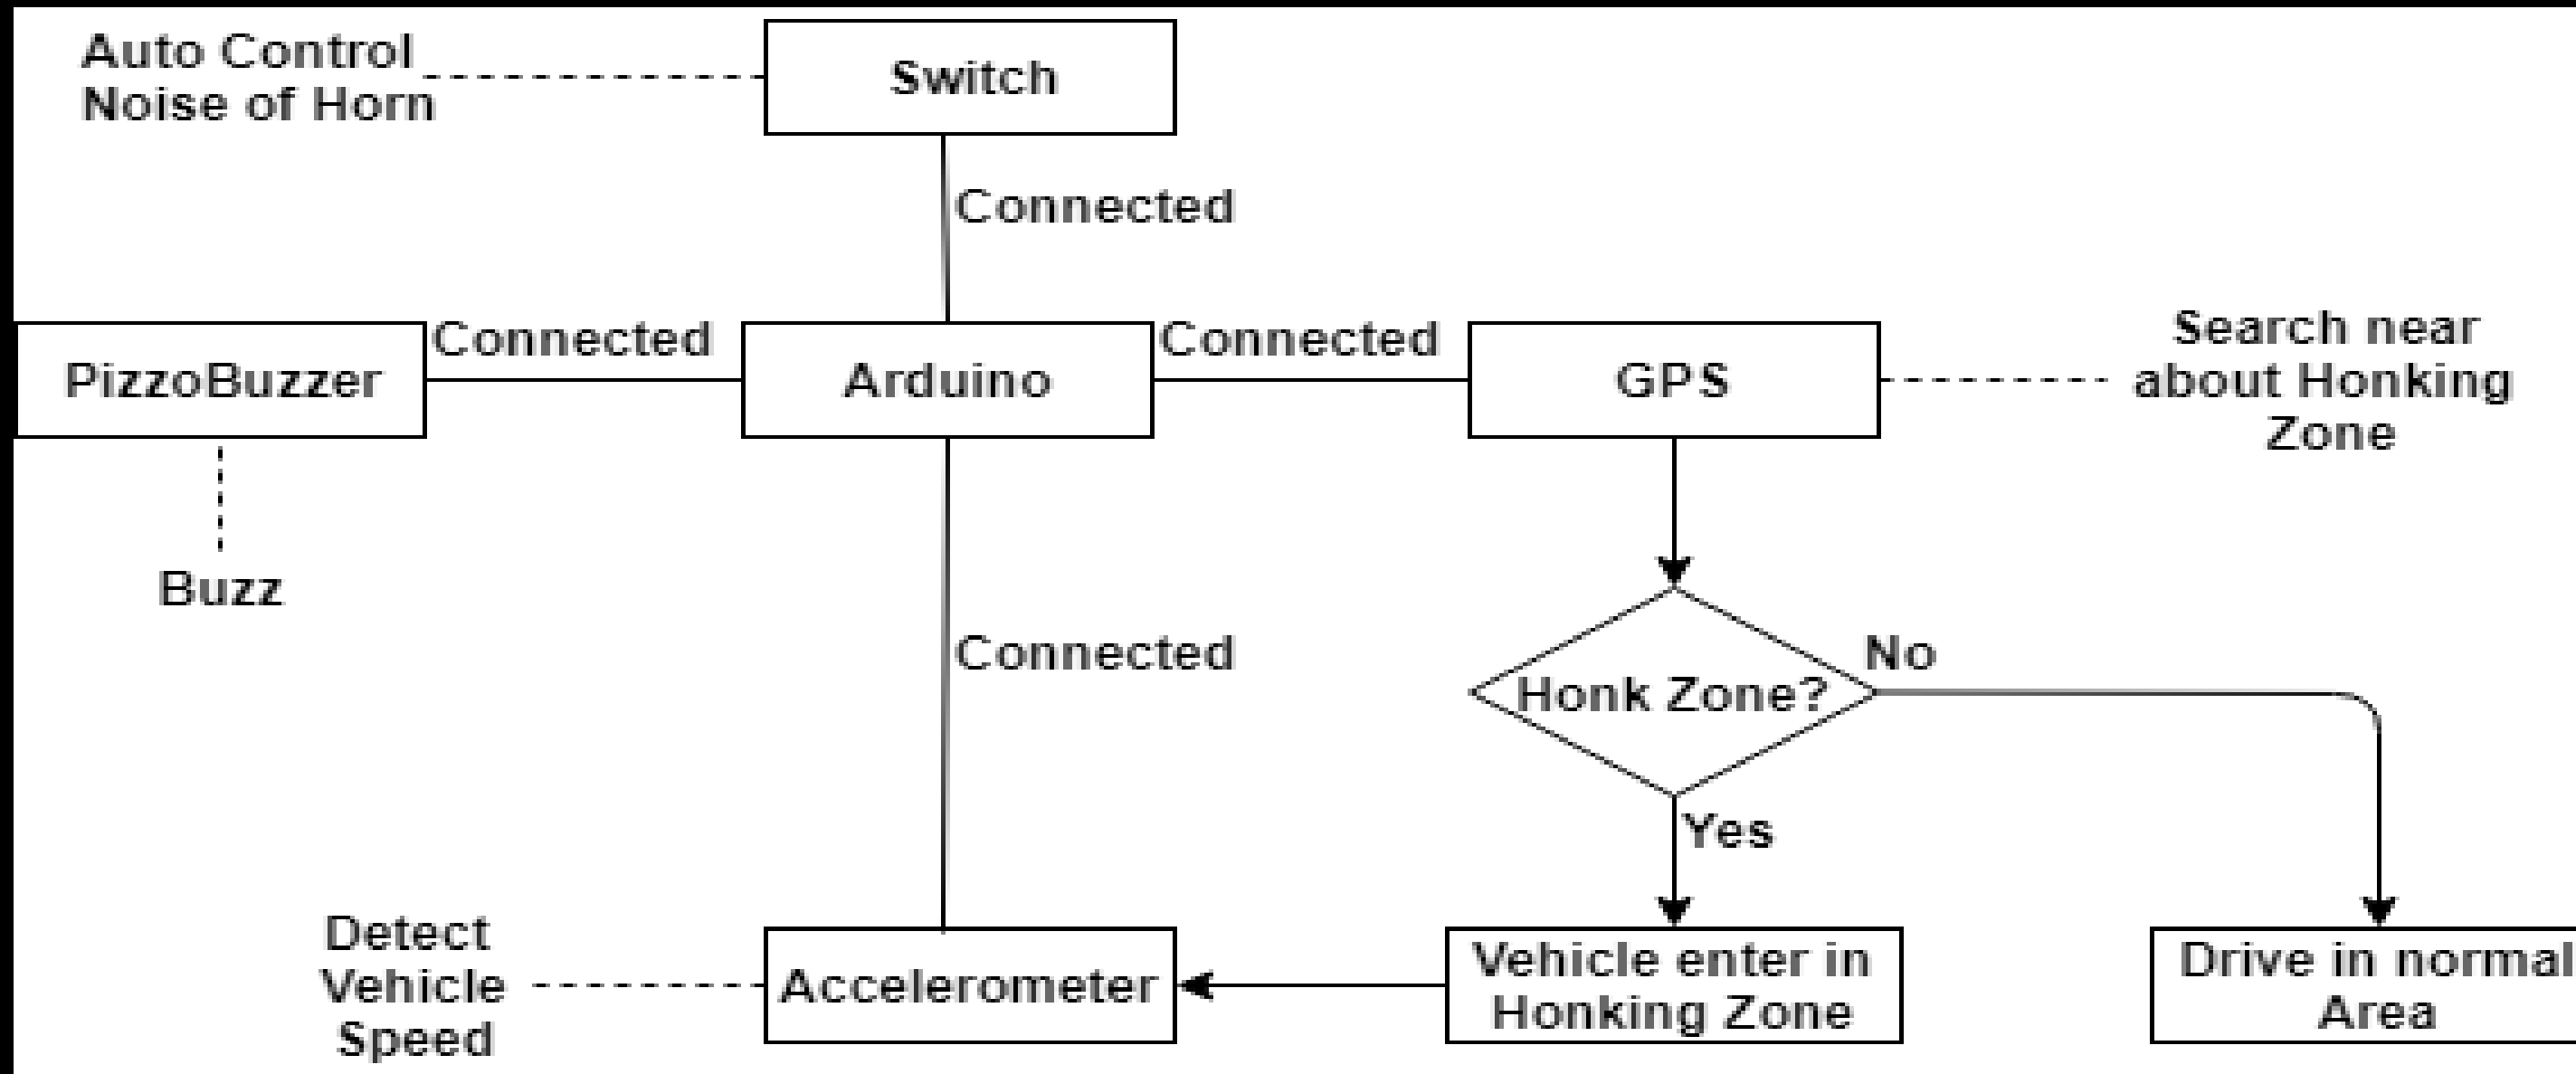 Auto Control
Noise of Horn
Switch
Connected
PizzoBuzzer
Connected
Arduino
Connected
GPS
Search near
about Honking
Zone
Buzz
Connected
Honk Zone?
No
Yes
Detect
Vehicle
Speed
Accelerometer
Vehicle enter in
Honking Zone
Drive in normal
Area